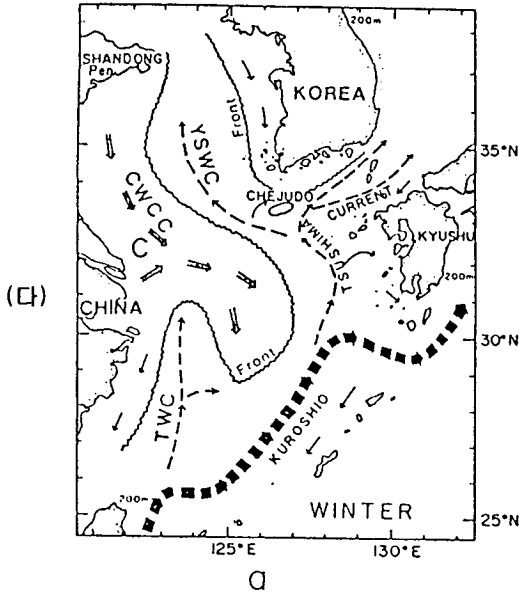 200m
SHANDONG
Pen.
KOREA
Front
35°N
YSWC
CHEJUDO
CURRENT
CWCC
TSUSHIMA
KYUSHU
C
(다)
200m
CHINA
30°N
Front
TWC
KUROSHIO
200m
WINTER
25°N
125°E
130°E
a